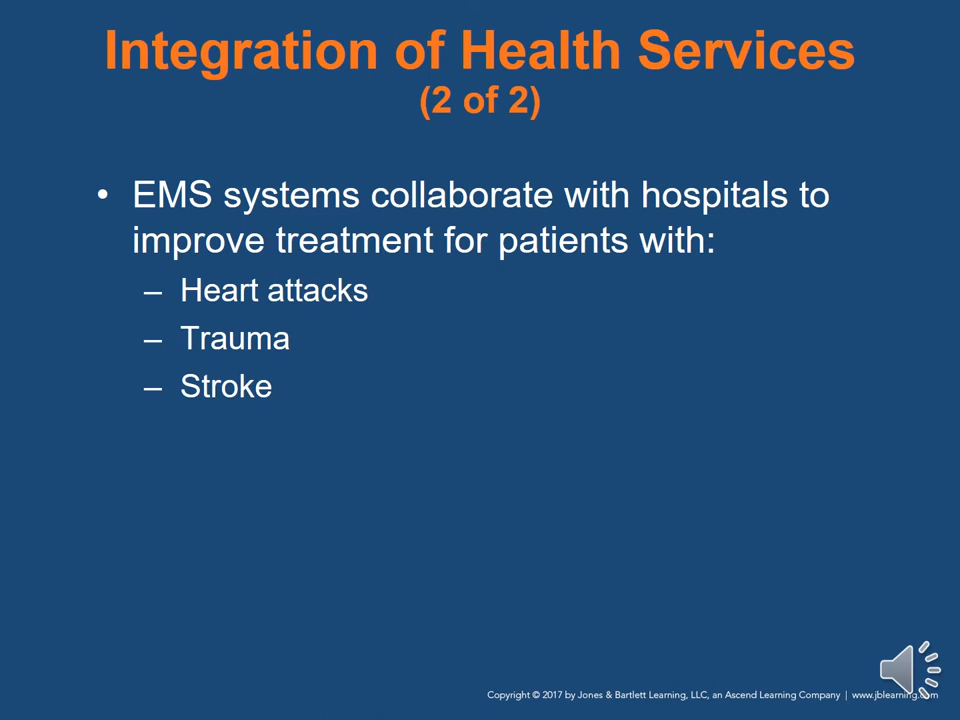 Integration of Health Services
(2 of 2)
• EMS systems collaborate with hospitals to
improve treatment for patients with:
– Heart attacks
– Trauma
– Stroke
Copyright © 2017 by Jones & Bartlett Learning, LLC, an Ascend Learning Company | www.jblearning.com